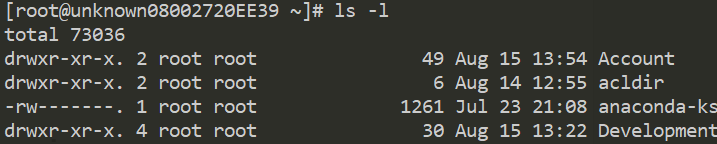 [root@unknown08002720EE39 ~]# ls -l
total 73036
drwxr-xr-x. 2 root root 49 Aug 15 13:54 Account
drwxr-xr-x. 2 root root 6 Aug 14 12:55 acldir
-rw-------. 1 root root 1261 Jul 23 21:08 anaconda-ks
drwxr-xr-x. 4 root root 30 Aug 15 13:22 Development